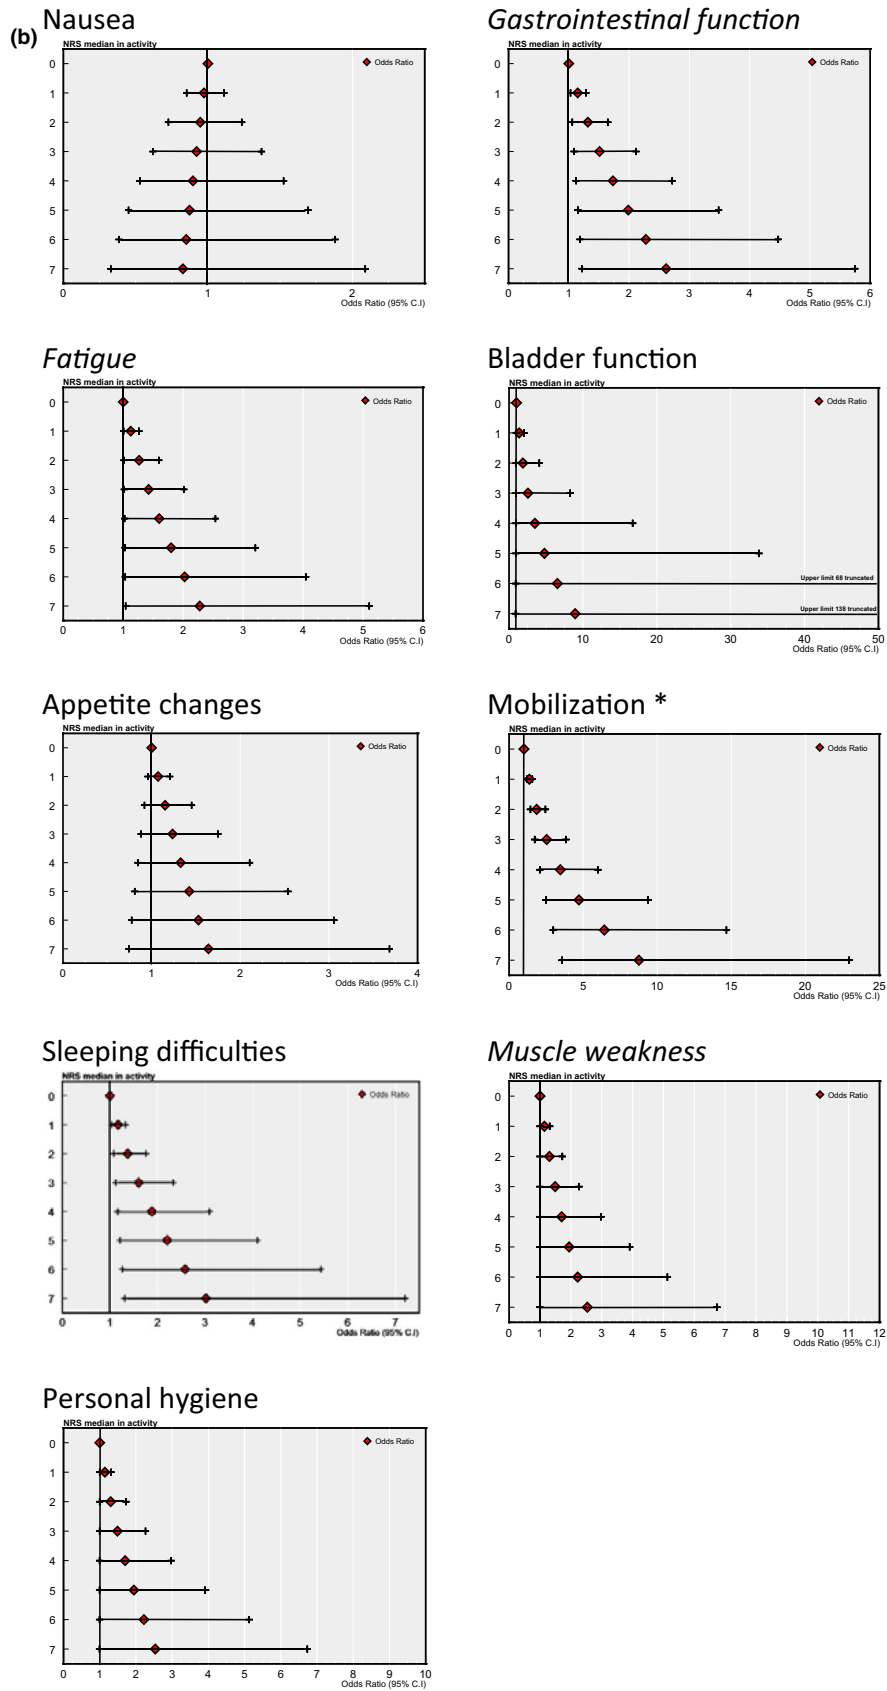 (b) Nausea
NRS median in activity
Odds Ratio
0
1
2
3
4
5
6
7
0 1 2
Odds Ratio (95% C.I)
Gastrointestinal function
NRS median in activity
Odds Ratio
0
1
2
3
4
5
6
7
0 1 2 3 4 5 6
Odds Ratio (95% C.I)
Fatigue
NRS median in activity
Odds Ratio
0
1
2
3
4
5
6
7
0 1 2 3 4 5 6
Odds Ratio (95% C.I)
Bladder function
NRS median in activity
Odds Ratio
0
1
2
3
4
5
6
Upper limit 68 truncated
7
Upper limit 138 truncated
0 10 20 30 40 50
Odds Ratio (95% C.I)
Appetite changes
NRS median in activity
Odds Ratio
0
1
2
3
4
5
6
7
0 1 2 3 4
Odds Ratio (95% C.I)
Mobilization *
NRS median in activity
Odds Ratio
0
1
2
3
4
5
6
7
0 5 10 15 20 25
Odds Ratio (95% C.I)
Sleeping difficulties
NRS median in activity
Odds Ratio
0
1
2
3
4
5
6
7
0 1 2 3 4 5 6 7
Odds Ratio (95% C.I)
Muscle weakness
NRS median in activity
Odds Ratio
0
1
2
3
4
5
6
7
0 1 2 3 4 5 6 7 8 9 10 11 12
Odds Ratio (95% C.I)
Personal hygiene
NRS median in activity
Odds Ratio
0
1
2
3
4
5
6
7
0 1 2 3 4 5 6 7 8 9 10
Odds Ratio (95% C.I)